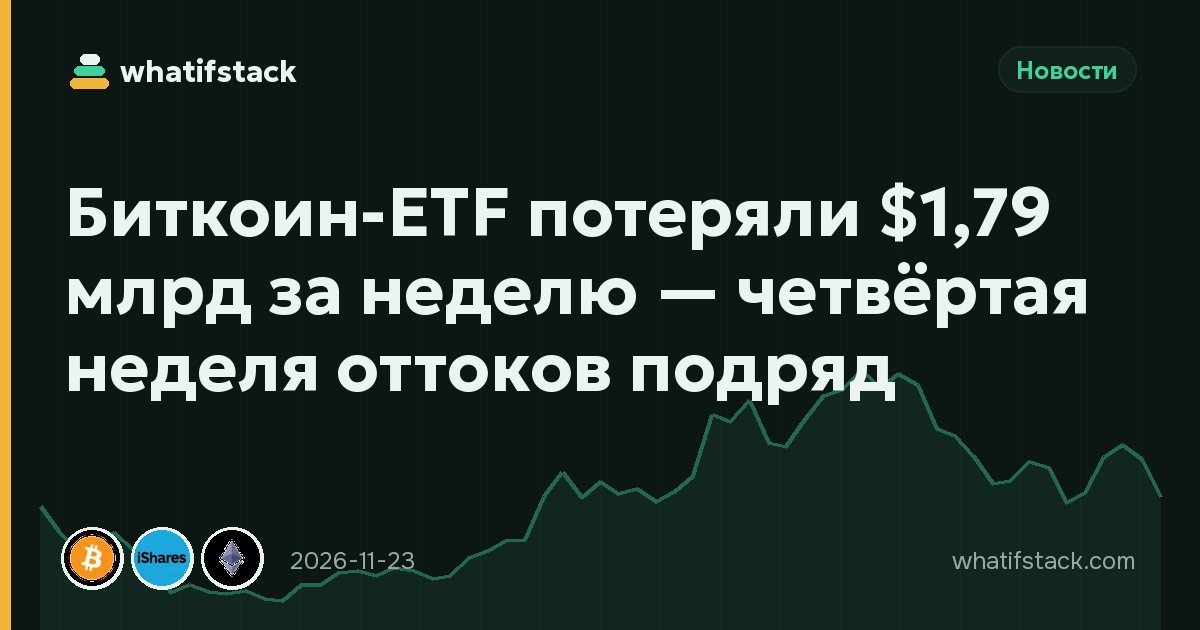 whatifstack
Новости
Биткоин-ETF потеряли $1,79
млрд за неделю — четвёртая
неделя оттоков подряд
iShares
2026-11-23
whatifstack.com